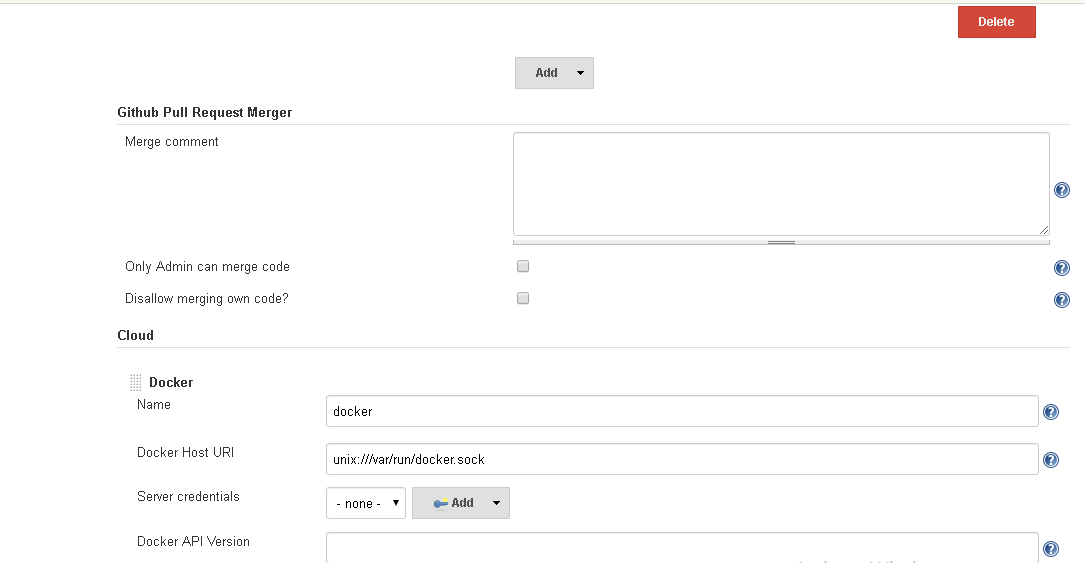 Delete
Add
Github Pull Request Merger
Merge comment
Only Admin can merge code
Disallow merging own code?
Cloud
Docker
Name
docker
Docker Host URI
unix:///var/run/docker.sock
Server credentials
- none -
Add
Docker API Version